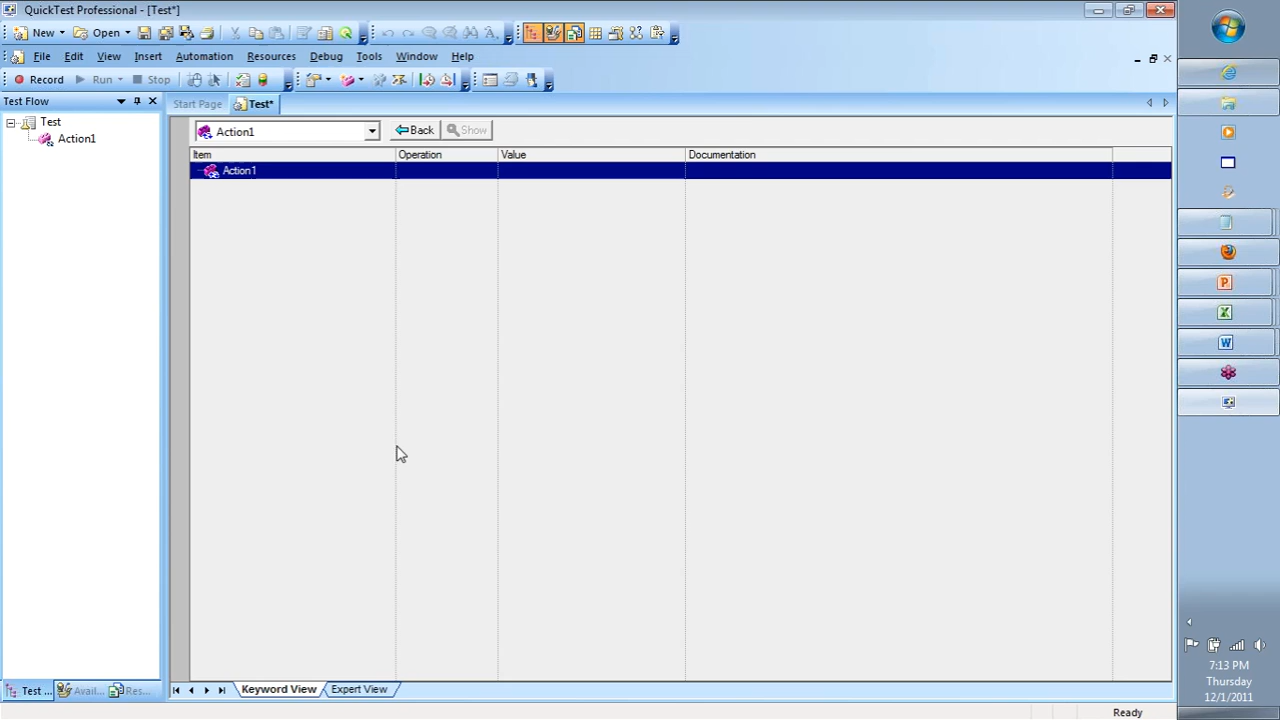 QuickTest Professional - [Test*]
New Open
File Edit View Insert Automation Resources Debug Tools Window Help
Record Run Stop
Test Flow
Start Page Test*
Test
Action1
Action1 Back Show
Item Operation Value Documentation
Action1
Test ... Avai... Res...
Keyword View Expert View
Ready
7:13 PM
Thursday
12/1/2011